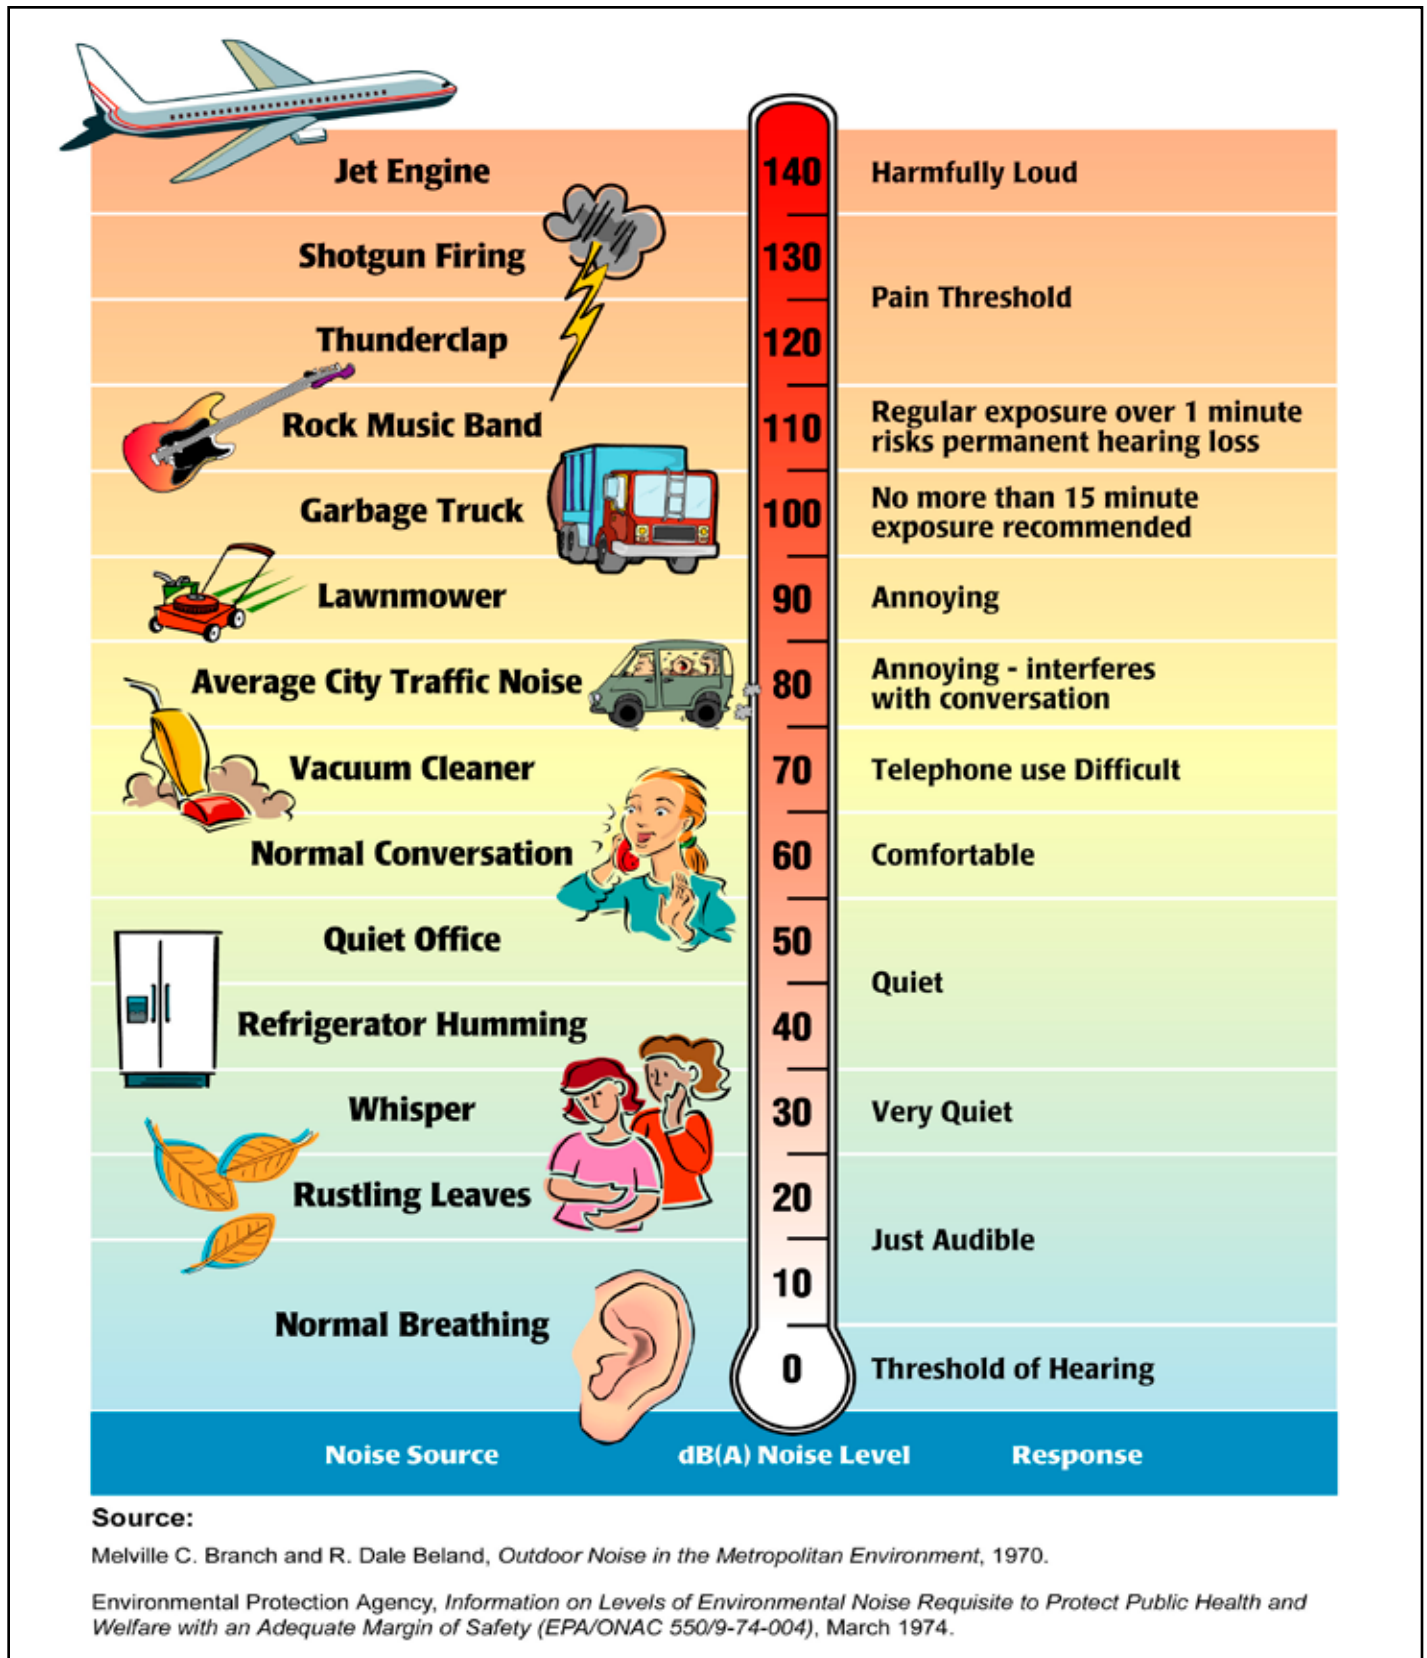 Jet Engine
140
Harmfully Loud
Shotgun Firing
130
Pain Threshold
Thunderclap
120
Rock Music Band
110
Regular exposure over 1 minute
risks permanent hearing loss
Garbage Truck
100
No more than 15 minute
exposure recommended
Lawnmower
90
Annoying
Average City Traffic Noise
80
Annoying - interferes
with conversation
Vacuum Cleaner
70
Telephone use Difficult
Normal Conversation
60
Comfortable
Quiet Office
50
Quiet
Refrigerator Humming
40
Whisper
30
Very Quiet
Rustling Leaves
20
Just Audible
10
Normal Breathing
0
Threshold of Hearing
Noise Source
dB(A) Noise Level
Response
Source:
Melville C. Branch and R. Dale Beland, Outdoor Noise in the Metropolitan Environment, 1970.
Environmental Protection Agency, Information on Levels of Environmental Noise Requisite to Protect Public Health and
Welfare with an Adequate Margin of Safety (EPA/ONAC 550/9-74-004), March 1974.